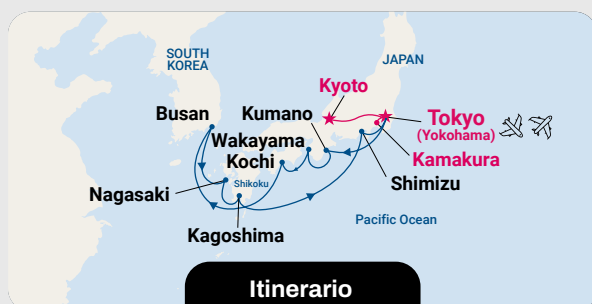 SOUTH
KOREA
JAPAN
Kyoto
Busan
Kumano
Tokyo
(Yokohama)
Wakayama
Kochi
Kamakura
Shikoku
Shimizu
Nagasaki
Pacific Ocean
Kagoshima
Itinerario